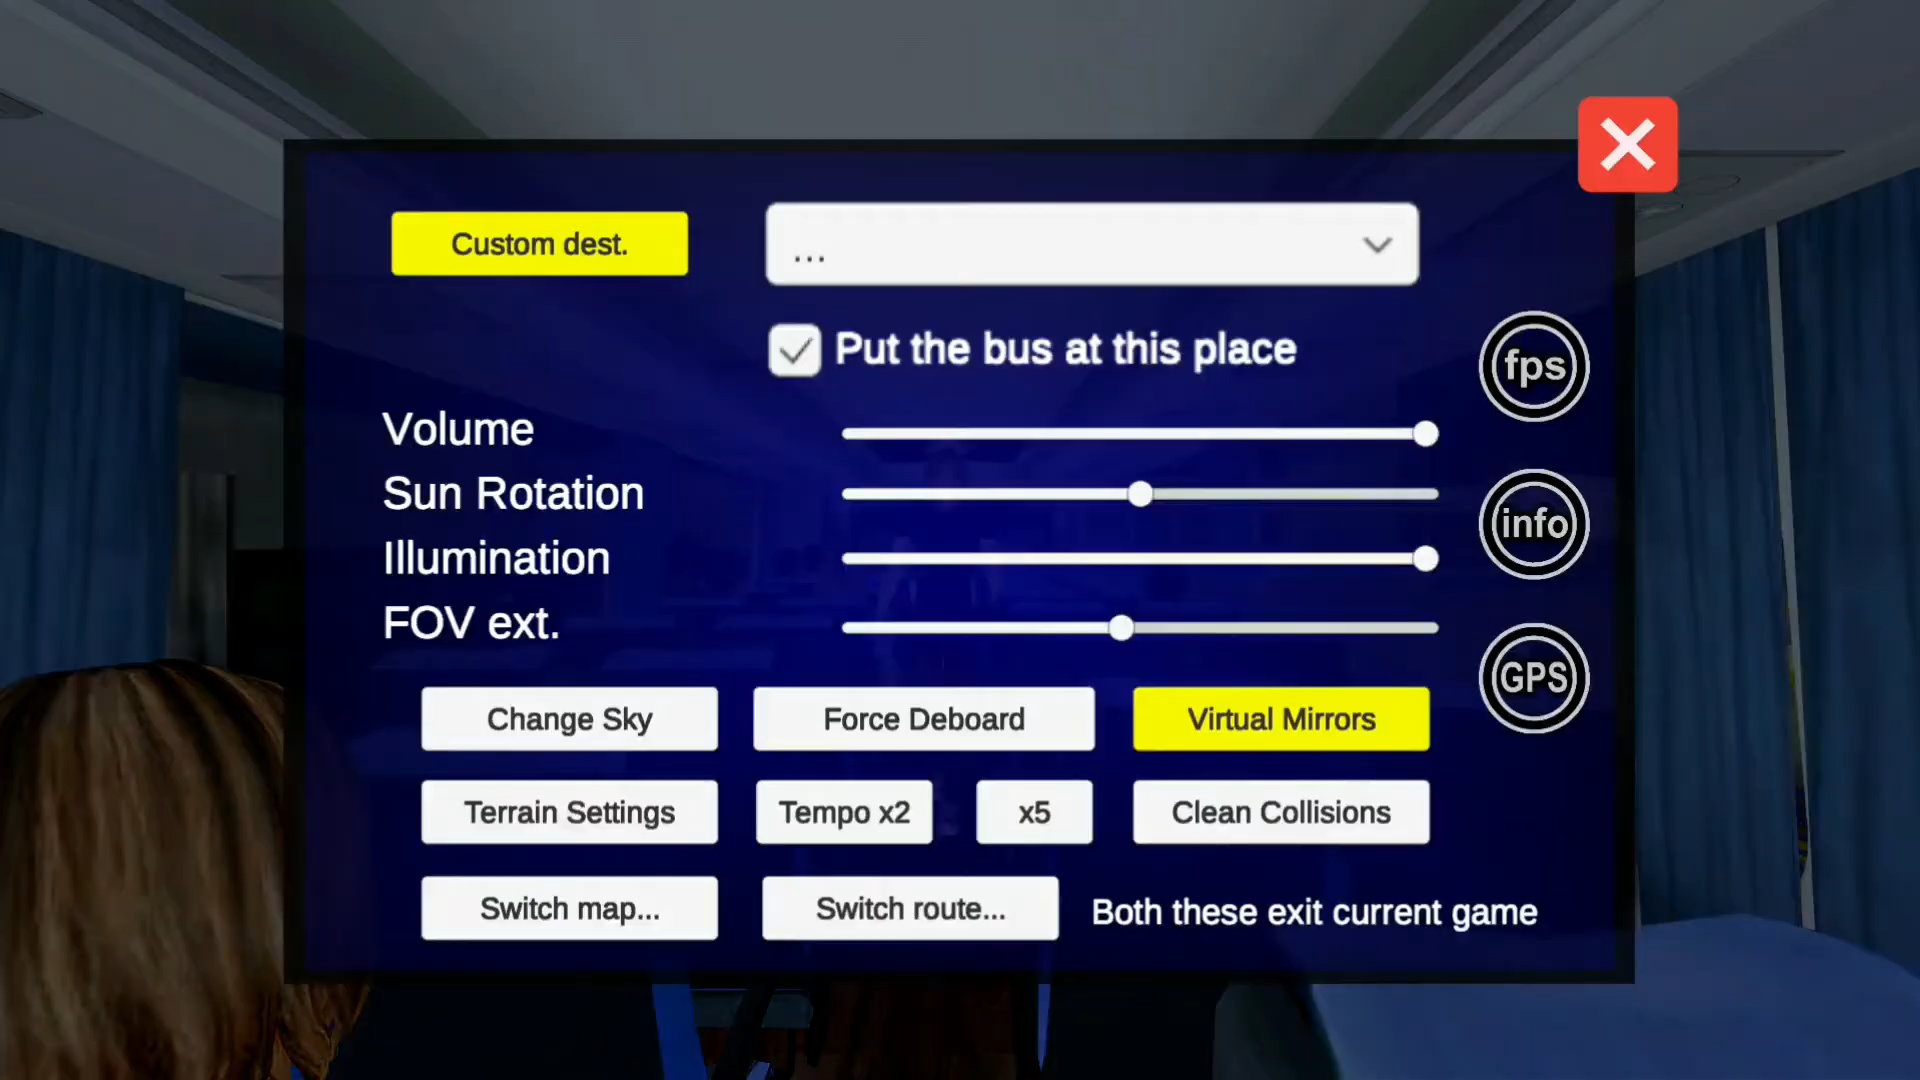 Custom dest.
...
Put the bus at this place
fps
Volume
Sun Rotation
info
Illumination
FOV ext.
GPS
Change Sky
Force Deboard
Virtual Mirrors
Terrain Settings
Tempo x2
x5
Clean Collisions
Switch map...
Switch route...
Both these exit current game